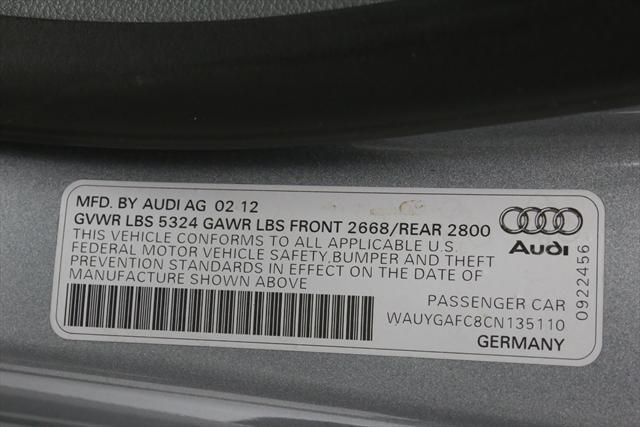 MFD. BY AUDI AG 02 12
GVWR LBS 5324 GAWR LBS FRONT 2668/REAR 2800
THIS VEHICLE CONFORMS TO ALL APPLICABLE U.S.
FEDERAL MOTOR VEHICLE SAFETY,BUMPER AND THEFT
PREVENTION STANDARDS IN EFFECT ON THE DATE OF
MANUFACTURE SHOWN ABOVE
Audi
0922456
PASSENGER CAR
WAUYGAFC8CN135110
GERMANY